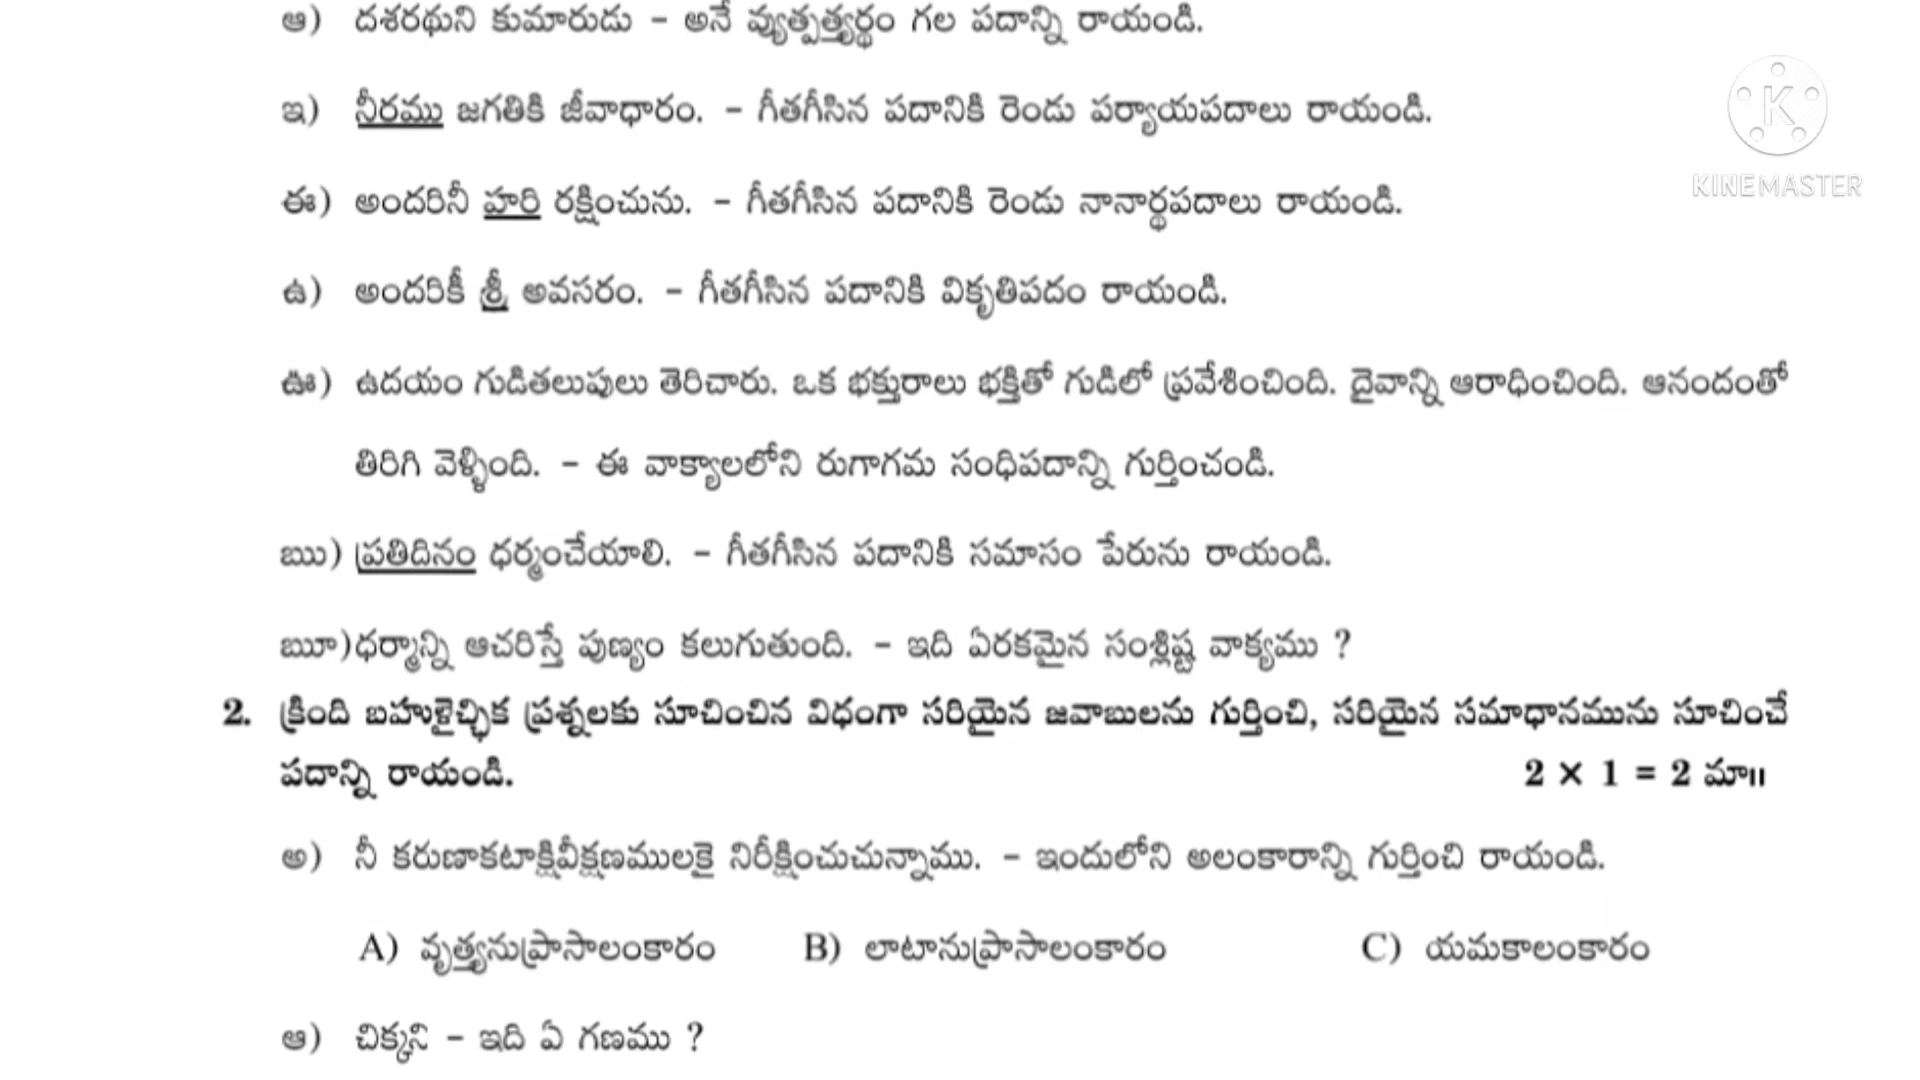 ఆ) దశరథుని కుమారుడు - అనే వ్యుత్పత్త్యర్థం గల పదాన్ని రాయండి.
ఇ) నీరము జగతికి జీవాధారం. - గీతగీసిన పదానికి రెండు పర్యాయపదాలు రాయండి.
KINEMASTER
ఈ) అందరినీ హరి రక్షించును. - గీతగీసిన పదానికి రెండు నానార్థపదాలు రాయండి.
ఉ) అందరికీ శ్రీ అవసరం. - గీతగీసిన పదానికి వికృతిపదం రాయండి.
ఊ) ఉదయం గుడితలుపులు తెరిచారు. ఒక భక్తురాలు భక్తితో గుడిలో ప్రవేశించింది. దైవాన్ని ఆరాధించింది. ఆనందంతో
తిరిగి వెళ్ళింది. - ఈ వాక్యాలలోని రుగాగమ సంధిపదాన్ని గుర్తించండి.
ఋ) ప్రతిదినం ధర్మంచేయాలి. - గీతగీసిన పదానికి సమాసం పేరును రాయండి.
ౠ)ధర్మాన్ని ఆచరిస్తే పుణ్యం కలుగుతుంది. - ఇది ఏరకమైన సంశ్లిష్ట వాక్యము ?
2. క్రింది బహుళైచ్ఛిక ప్రశ్నలకు సూచించిన విధంగా సరియైన జవాబులను గుర్తించి, సరియైన సమాధానమును సూచించే
పదాన్ని రాయండి. 2 × 1 = 2 మా॥
అ) నీ కరుణాకటాక్షివీక్షణములకై నిరీక్షించుచున్నాము. - ఇందులోని అలంకారాన్ని గుర్తించి రాయండి.
A) వృత్త్యనుప్రాసాలంకారం B) లాటానుప్రాసాలంకారం C) యమకాలంకారం
ఆ) చిక్కని - ఇది ఏ గణము ?